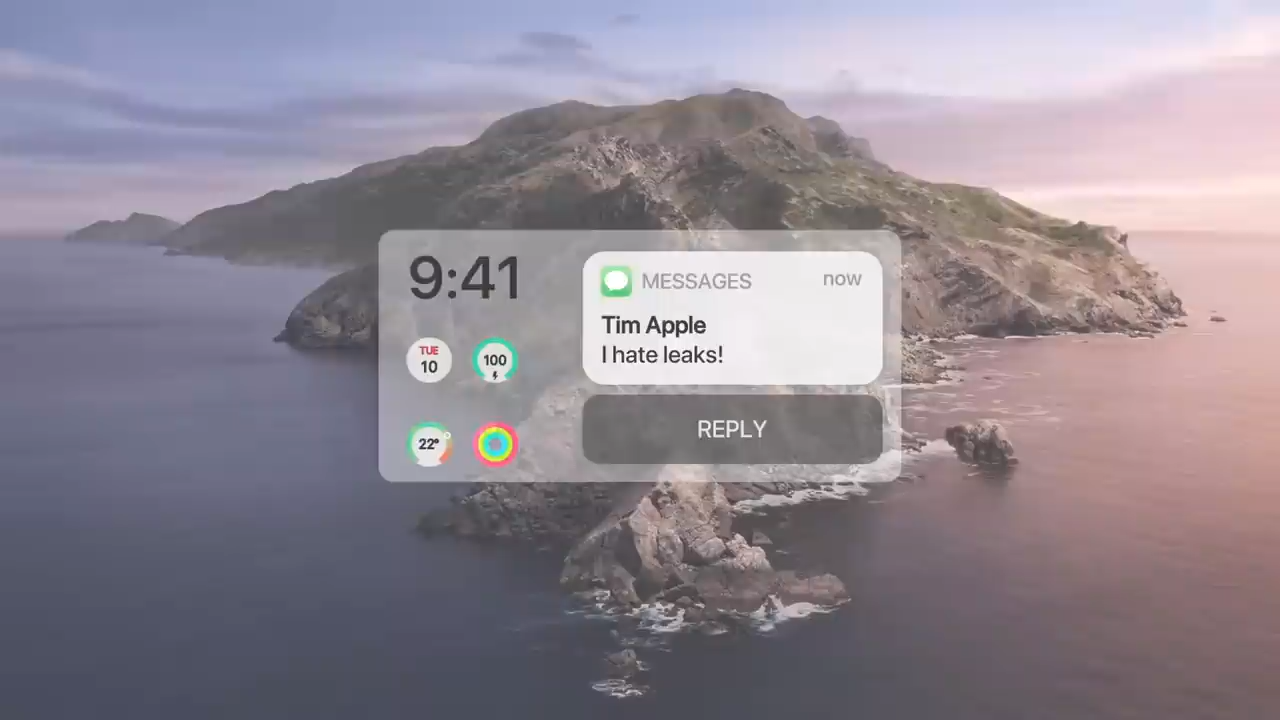 9:41
TUE
10
100
22°
MESSAGES
now
Tim Apple
I hate leaks!
REPLY